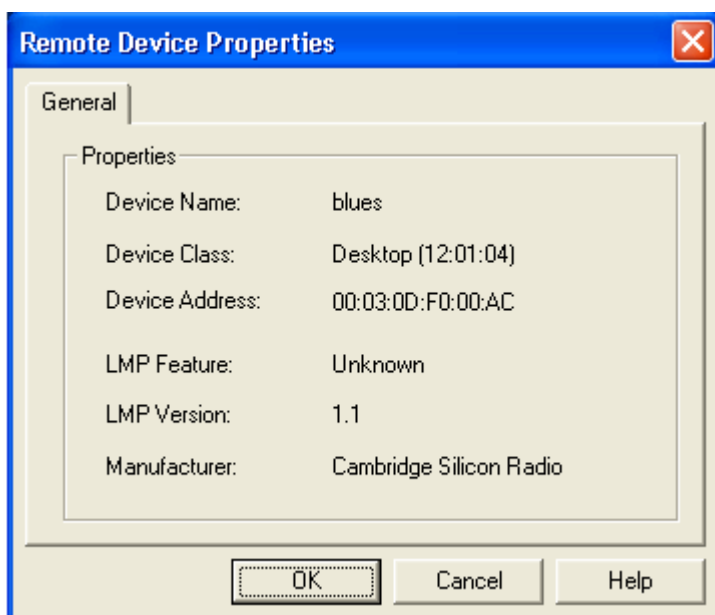 Remote Device Properties
General
Properties
Device Name: blues
Device Class: Desktop (12:01:04)
Device Address: 00:03:0D:F0:00:AC
LMP Feature: Unknown
LMP Version: 1.1
Manufacturer: Cambridge Silicon Radio
OK Cancel Help